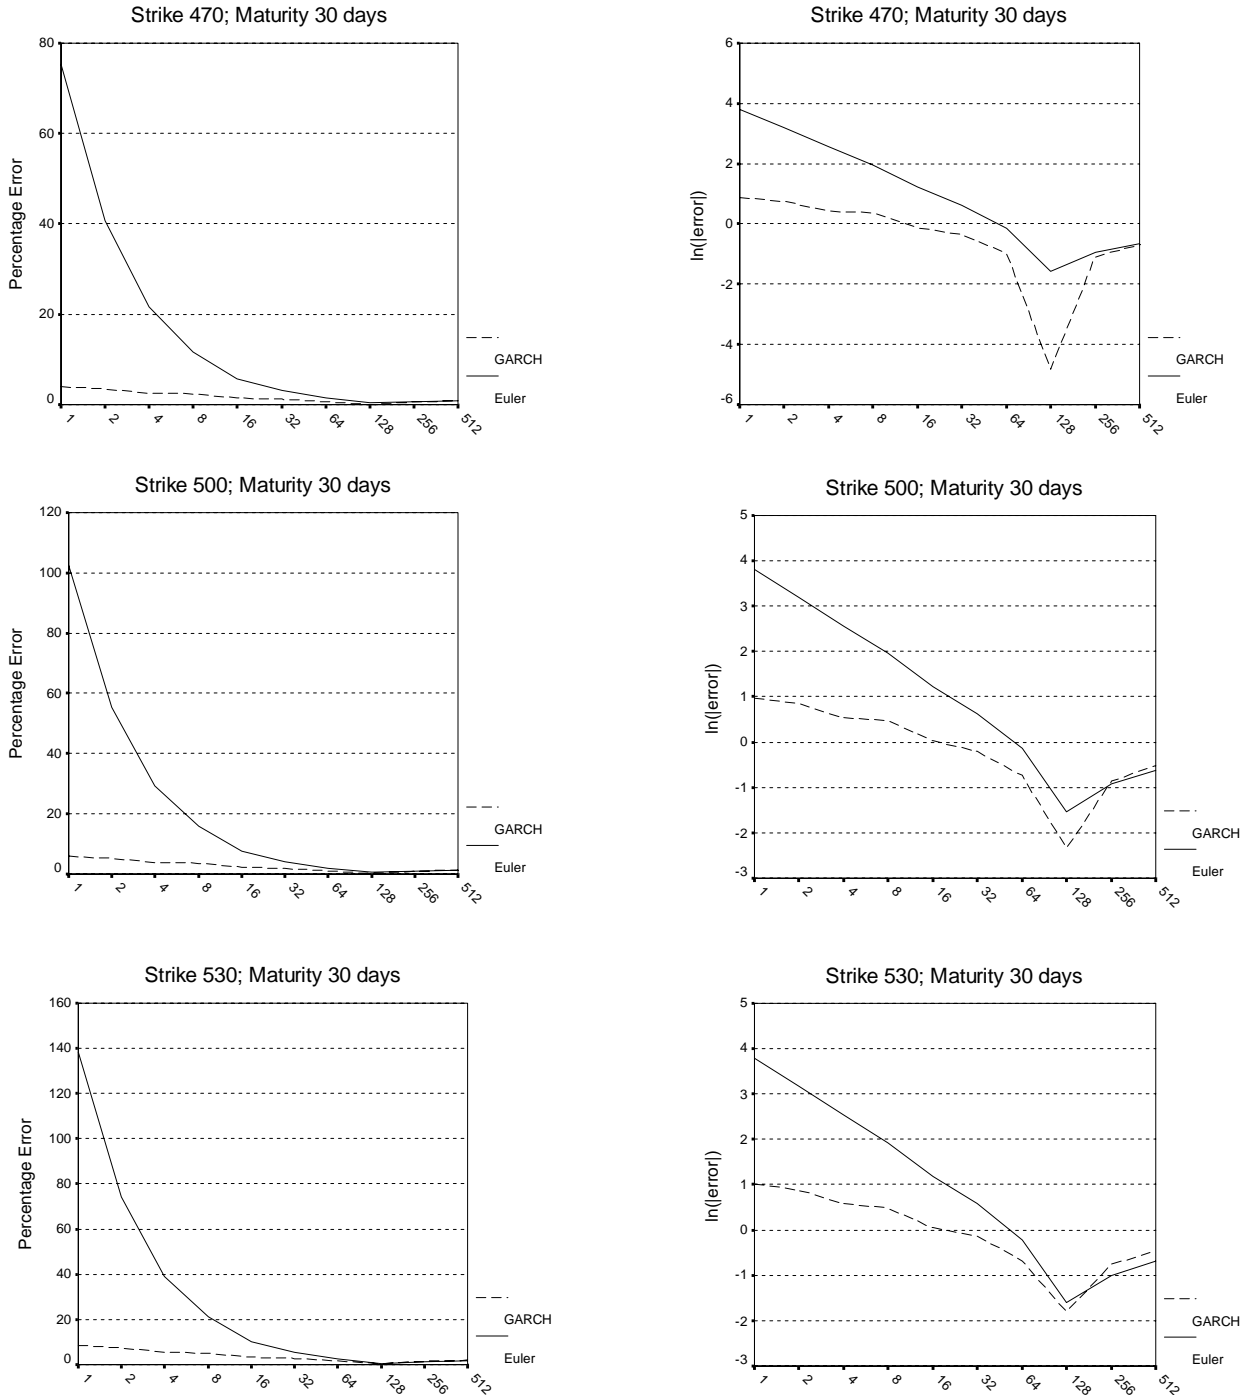 Strike 470; Maturity 30 days
80
60
40
20
0
Percentage Error
1 2 4 8 16 32 64 128 256 512
GARCH
Euler
Strike 470; Maturity 30 days
6
4
2
0
-2
-4
-6
ln(|error|)
1 2 4 8 16 32 64 128 256 512
GARCH
Euler
Strike 500; Maturity 30 days
120
100
80
60
40
20
0
Percentage Error
1 2 4 8 16 32 64 128 256 512
GARCH
Euler
Strike 500; Maturity 30 days
5
4
3
2
1
0
-1
-2
-3
ln(|error|)
1 2 4 8 16 32 64 128 256 512
GARCH
Euler
Strike 530; Maturity 30 days
160
140
120
100
80
60
40
20
0
Percentage Error
1 2 4 8 16 32 64 128 256 512
GARCH
Euler
Strike 530; Maturity 30 days
5
4
3
2
1
0
-1
-2
-3
ln(|error|)
1 2 4 8 16 32 64 128 256 512
GARCH
Euler